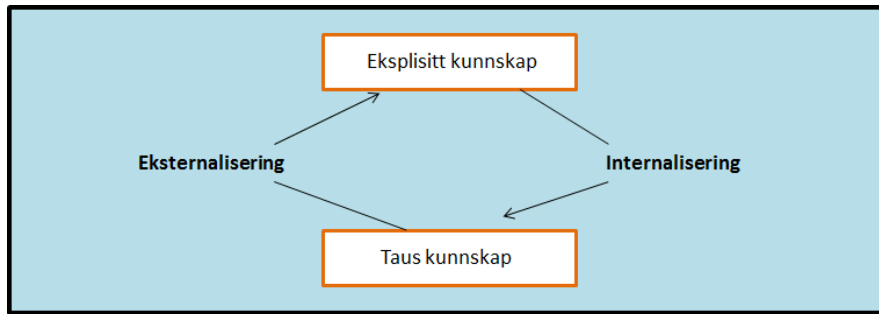 Eksplisitt kunnskap
Eksternalisering
Internalisering
Taus kunnskap